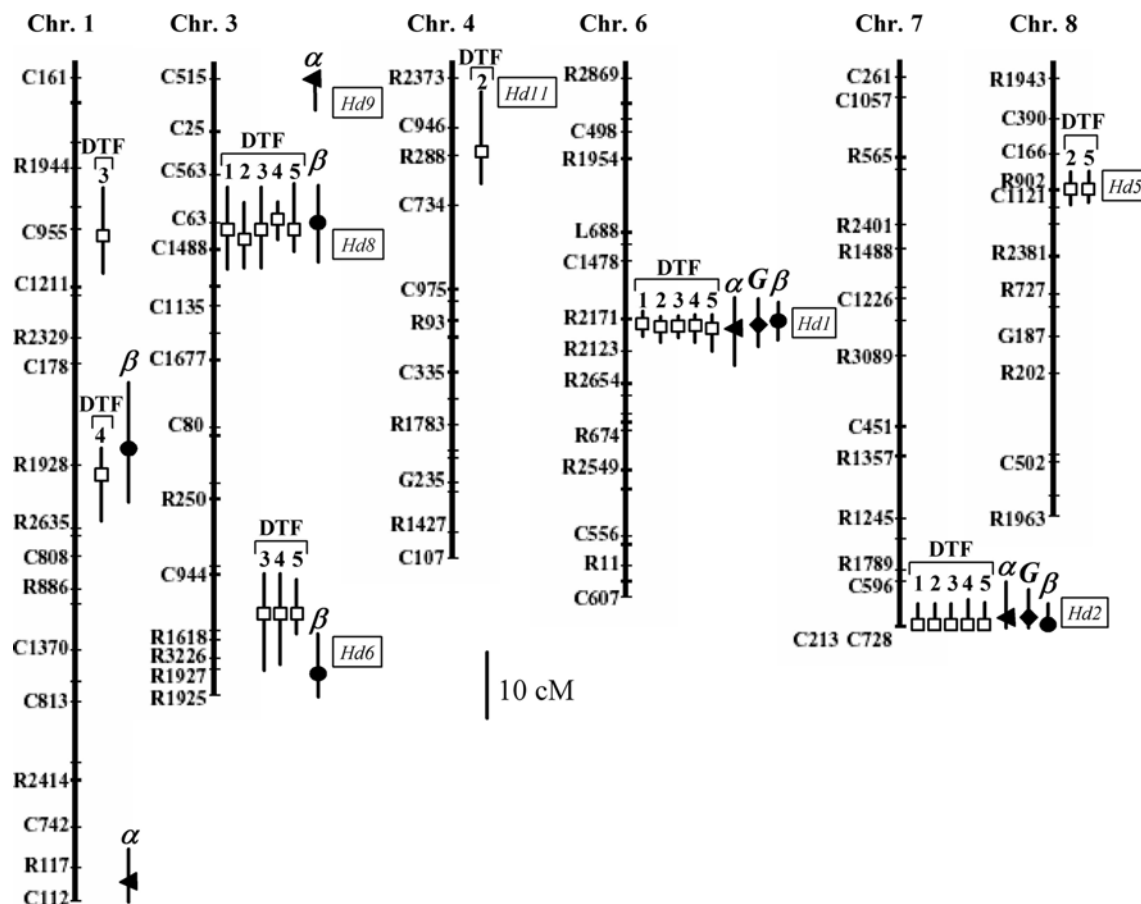 Chr. 1
C161
R1944
C955
C1211
R2329
C178
R1928
R2635
C808
R886
C1370
C813
R2414
C742
R117
C112
DTF
3
β
DTF
4
α
Chr. 3
C515
C25
C563
C63
C1488
C1135
C1677
C80
R250
C944
R1618
R3226
R1927
R1925
α
Hd9
DTF
1 2 3 4 5
β
Hd8
DTF
3 4 5
β
Hd6
10 cM
Chr. 4
R2373
C946
R288
C734
C975
R93
C335
R1783
G235
R1427
C107
DTF
2
Hd11
Chr. 6
R2869
C498
R1954
L688
C1478
R2171
R2123
R2654
R674
R2549
C556
R11
C607
DTF
1 2 3 4 5
α G β
Hd1
Chr. 7
C261
C1057
R565
R2401
R1488
C1226
R3089
C451
R1357
R1245
R1789
C596
C213 C728
DTF
1 2 3 4 5
α G β
Hd2
Chr. 8
R1943
C390
C166
R902
C1121
R2381
R727
G187
R202
C502
R1963
DTF
2 5
Hd5